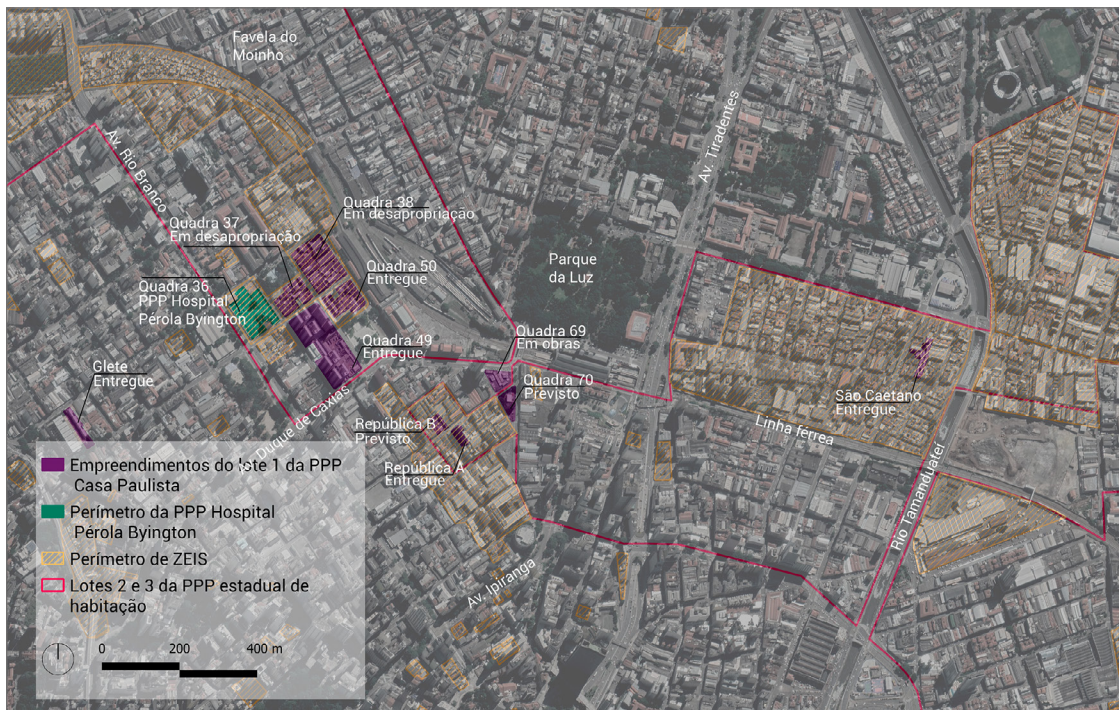 Favela do
Moinho
Av. Tiradentes
Av. Rio Branco
Quadra 38
Em desapropriação
Quadra 37
Em desapropriação
Parque
da Luz
Quadra 50
Entregue
Quadra 36
PPP Hospital
Pérola Byington
Quadra 69
Em obras
Quadra 49
Entregue
Glete
Entregue
Quadra 70
Previsto
São Caetano
Entregue
Duque de Caxias
República B
Previsto
Linha férrea
República A
Entregue
Rio Tamanduateí
Av. Ipiranga
Empreendimentos do lote 1 da PPP
Casa Paulista
Perímetro da PPP Hospital
Pérola Byington
Perímetro de ZEIS
Lotes 2 e 3 da PPP estadual de
habitação
0 200 400 m